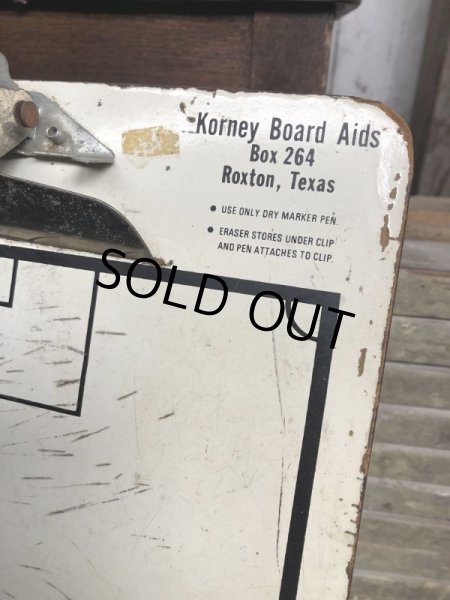 Korney Board Aids
Box 264
Roxton, Texas
● USE ONLY DRY MARKER PEN.
● ERASER STORES UNDER CLIP
AND PEN ATTACHES TO CLIP.
SOLD OUT